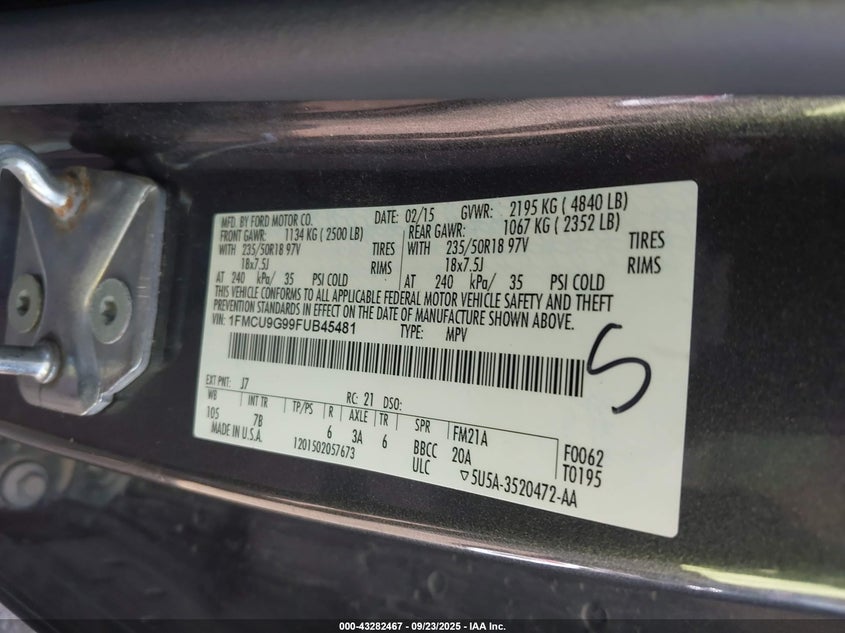 MFD. BY FORD MOTOR CO. DATE: 02/15 GVWR: 2195 KG ( 4840 LB)
FRONT GAWR: 1134 KG ( 2500 LB) REAR GAWR: 1067 KG ( 2352 LB)
WITH 235/50R18 97V TIRES WITH 235/50R18 97V TIRES
18x7.5J RIMS 18x7.5J RIMS
AT 240 kPa/ 35 PSI COLD AT 240 kPa/ 35 PSI COLD
THIS VEHICLE CONFORMS TO ALL APPLICABLE FEDERAL MOTOR VEHICLE SAFETY AND THEFT
PREVENTION STANDARDS IN EFFECT ON THE DATE OF MANUFACTURE SHOWN ABOVE.
VIN: 1FMCU9G99FUB45481 TYPE: MPV
5
EXT PNT: J7 RC: 21 DSO:
WB INT TR TP/PS R AXLE TR SPR FM21A F0062
105 7B 6 3A 6 BBCC 20A T0195
MADE IN U.S.A. 1201502057673 ULC ▽5U5A-3520472-AA
000-43282467 - 09/23/2025 - IAA Inc.